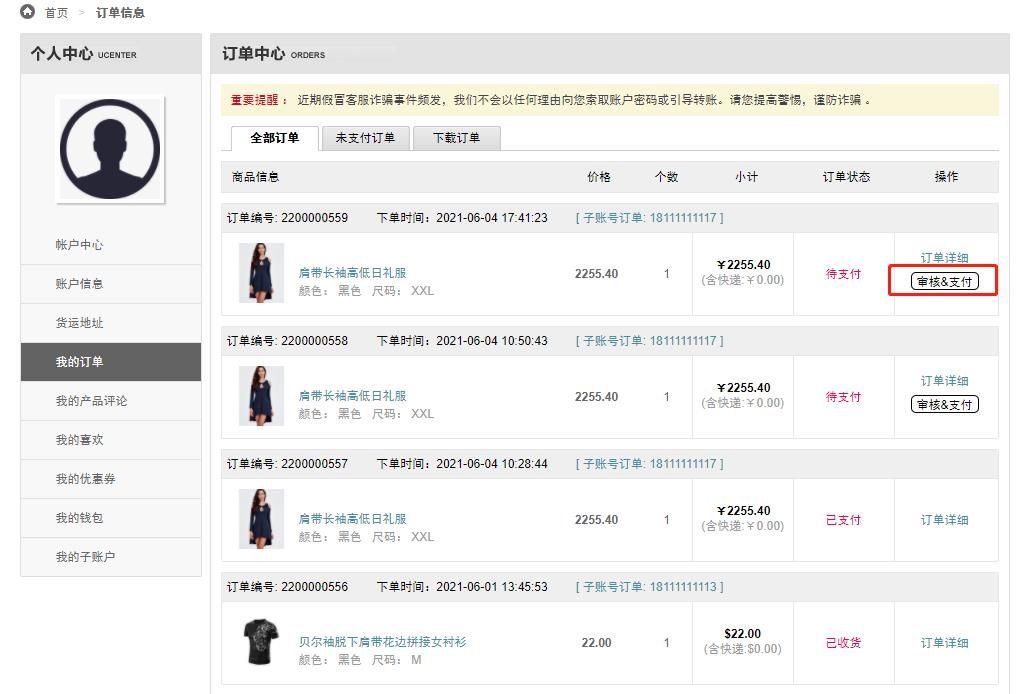 首页 > 订单信息
个人中心 UCENTER
帐户中心
账户信息
货运地址
我的订单
我的产品评论
我的喜欢
我的优惠券
我的钱包
我的子账户
订单中心 ORDERS
重要提醒： 近期假冒客服诈骗事件频发，我们不会以任何理由向您索取账户密码或引导转账。请您提高警惕，谨防诈骗 。
全部订单 未支付订单 下载订单
商品信息 价格 个数 小计 订单状态 操作
订单编号: 2200000559 下单时间：2021-06-04 17:41:23 [ 子账号订单: 18111111117 ]
肩带长袖高低日礼服
颜色： 黑色 尺码： XXL
2255.40 1
￥2255.40
(含快递:￥0.00)
待支付
订单详细
审核&支付
订单编号: 2200000558 下单时间：2021-06-04 10:50:43 [ 子账号订单: 18111111117 ]
肩带长袖高低日礼服
颜色： 黑色 尺码： XXL
2255.40 1
￥2255.40
(含快递:￥0.00)
待支付
订单详细
审核&支付
订单编号: 2200000557 下单时间：2021-06-04 10:28:44 [ 子账号订单: 18111111117 ]
肩带长袖高低日礼服
颜色： 黑色 尺码： XXL
2255.40 1
￥2255.40
(含快递:￥0.00)
已支付
订单详细
订单编号: 2200000556 下单时间：2021-06-01 13:45:53 [ 子账号订单: 18111111113 ]
贝尔袖脱下肩带花边拼接女衬衫
颜色： 黑色 尺码： M
22.00 1
$22.00
(含快递:$0.00)
已收货
订单详细